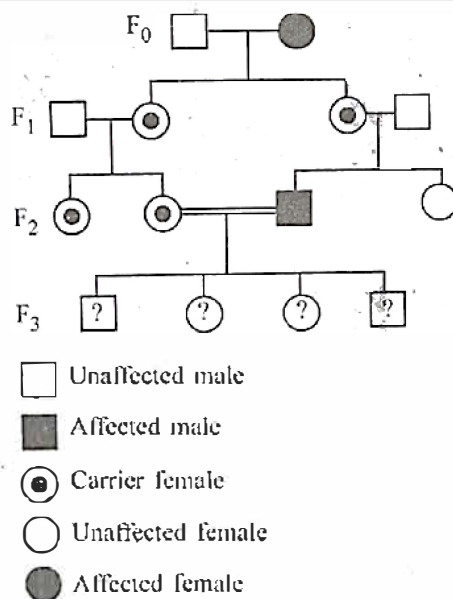 F0
F1
F2
? ? ? ?
F3
Unaffected male
Affected male
Carrier female
Unaffected female
Affected female